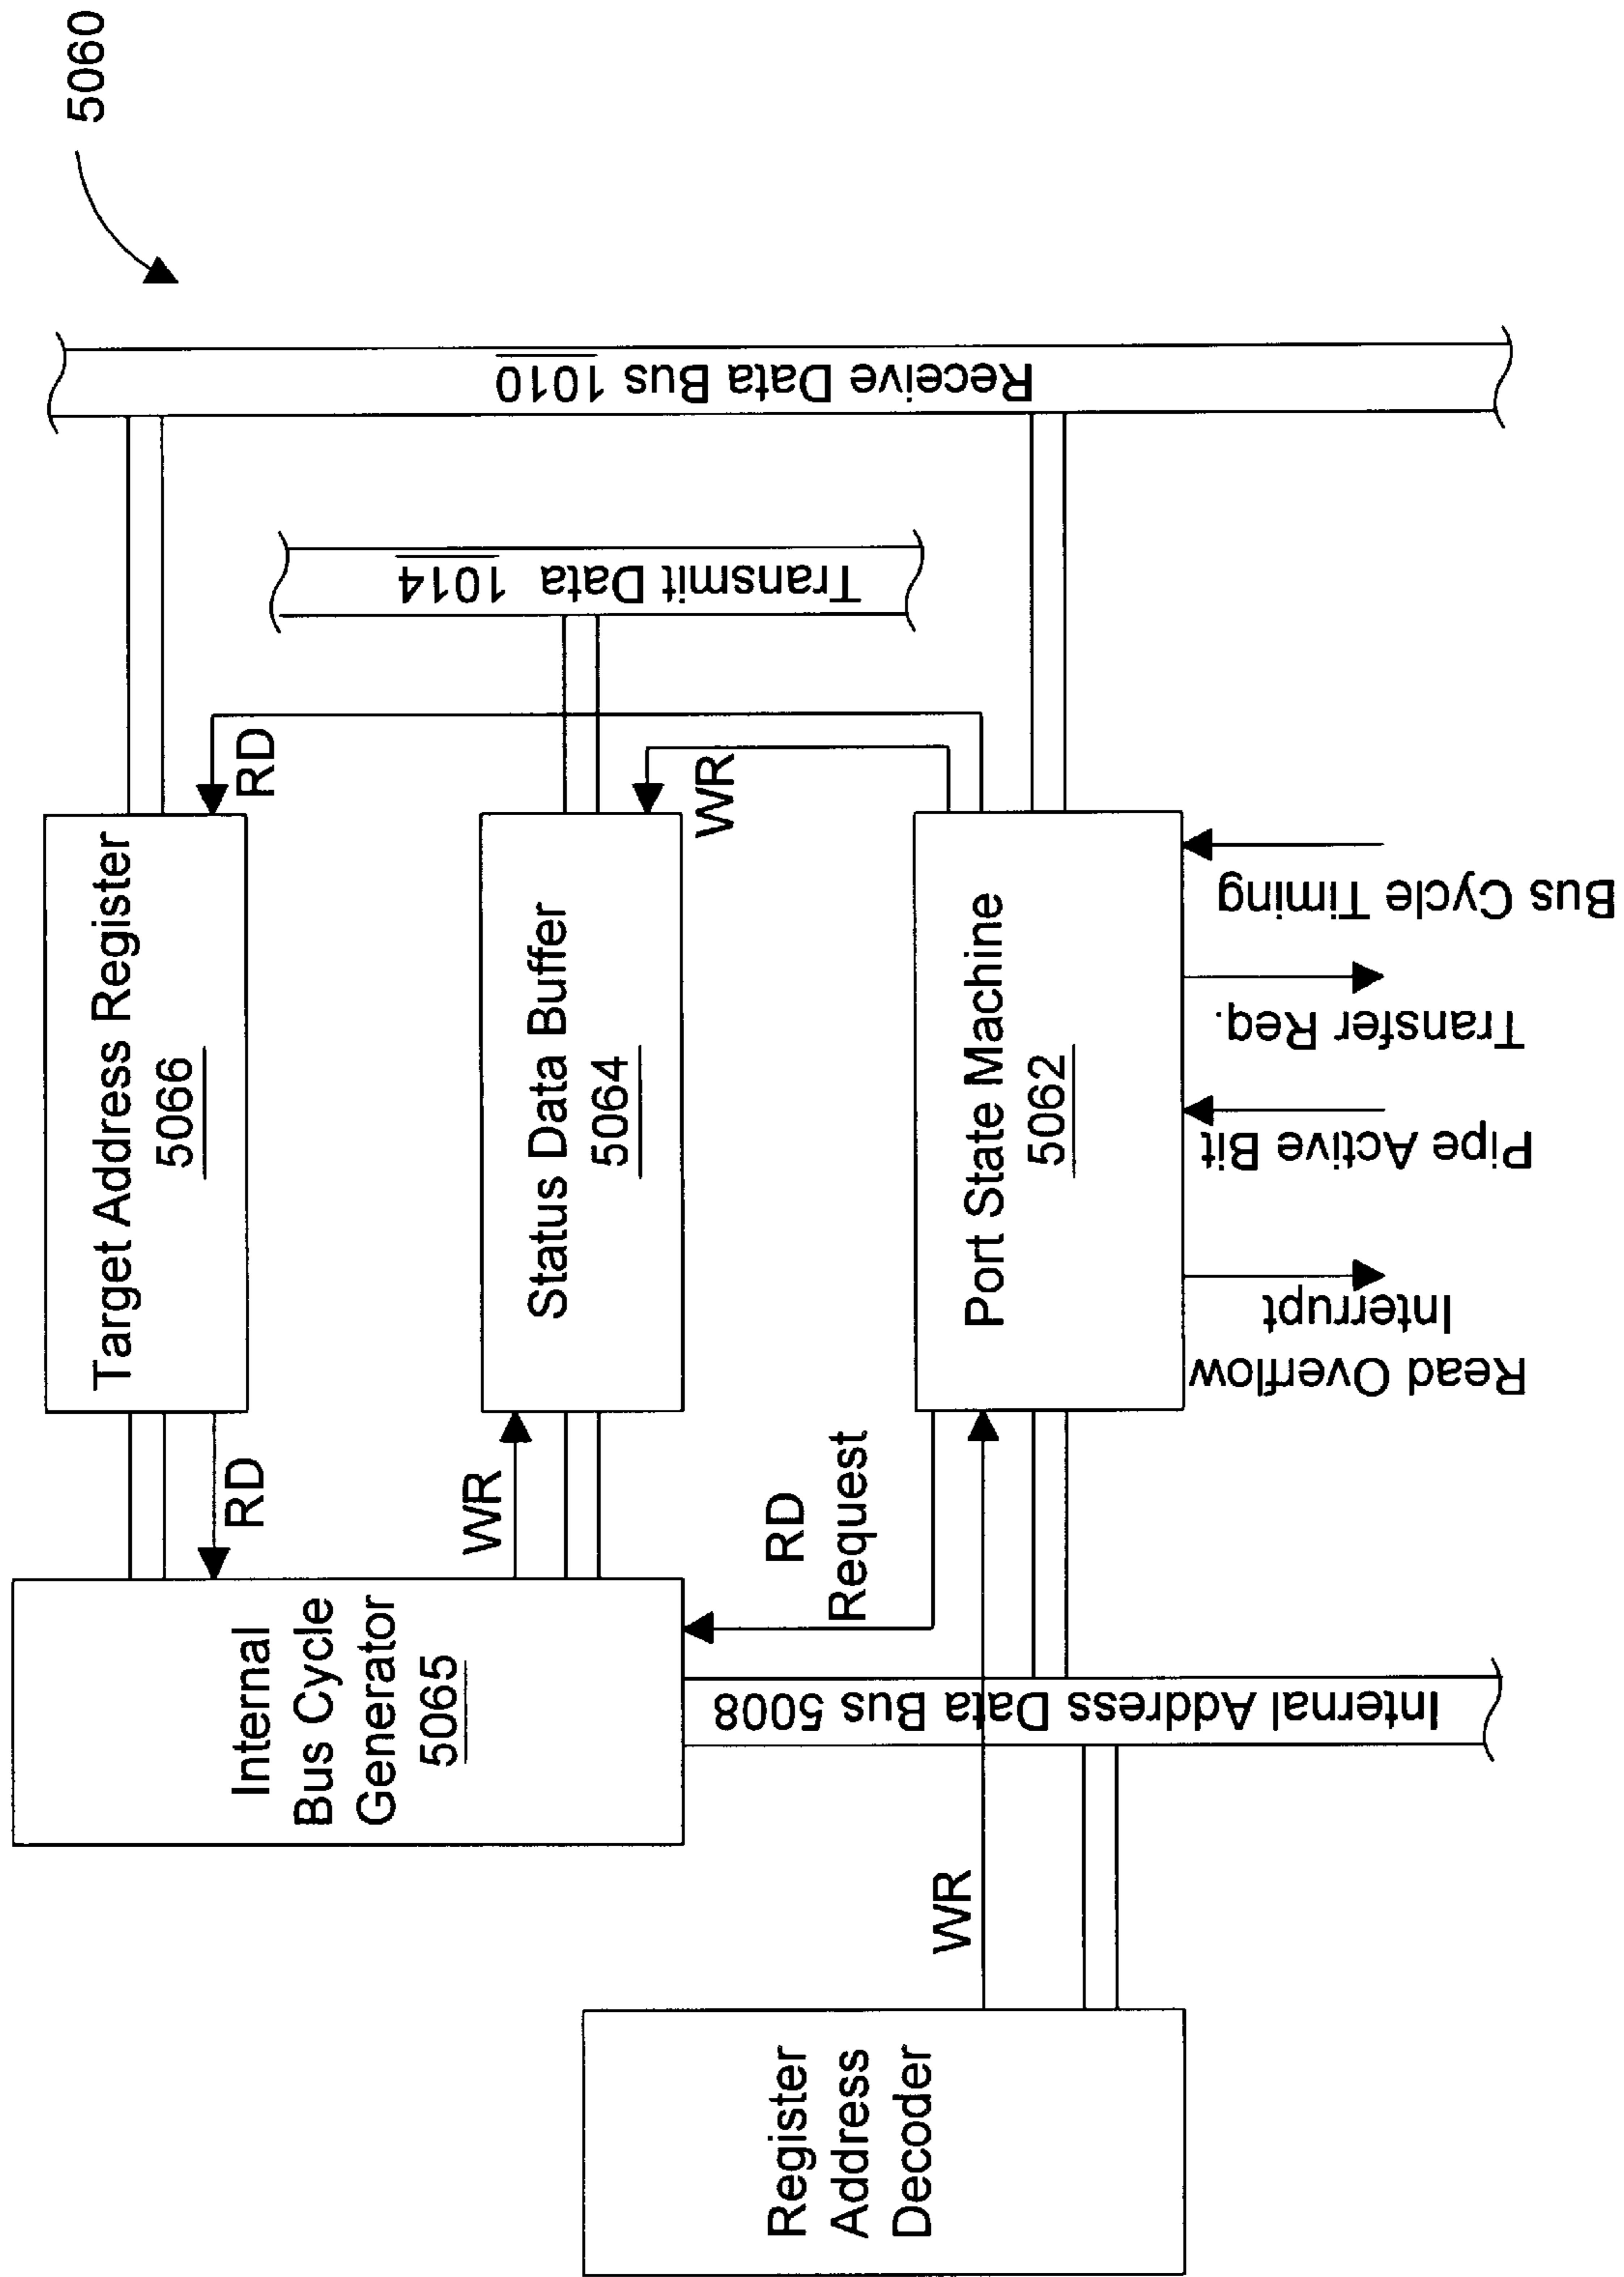 5060
Receive Data Bus 1010
Transmit Data 1014
RD
WR
Target Address Register
5066
Status Data Buffer
5064
Port State Machine
5062
Bus Cycle Timing
Transfer Req.
Pipe Active Bit
Read Overflow
Interrupt
RD
WR
RD
Request
Internal
Bus Cycle
Generator
5065
Internal Address Data Bus 5008
WR
Register
Address
Decoder